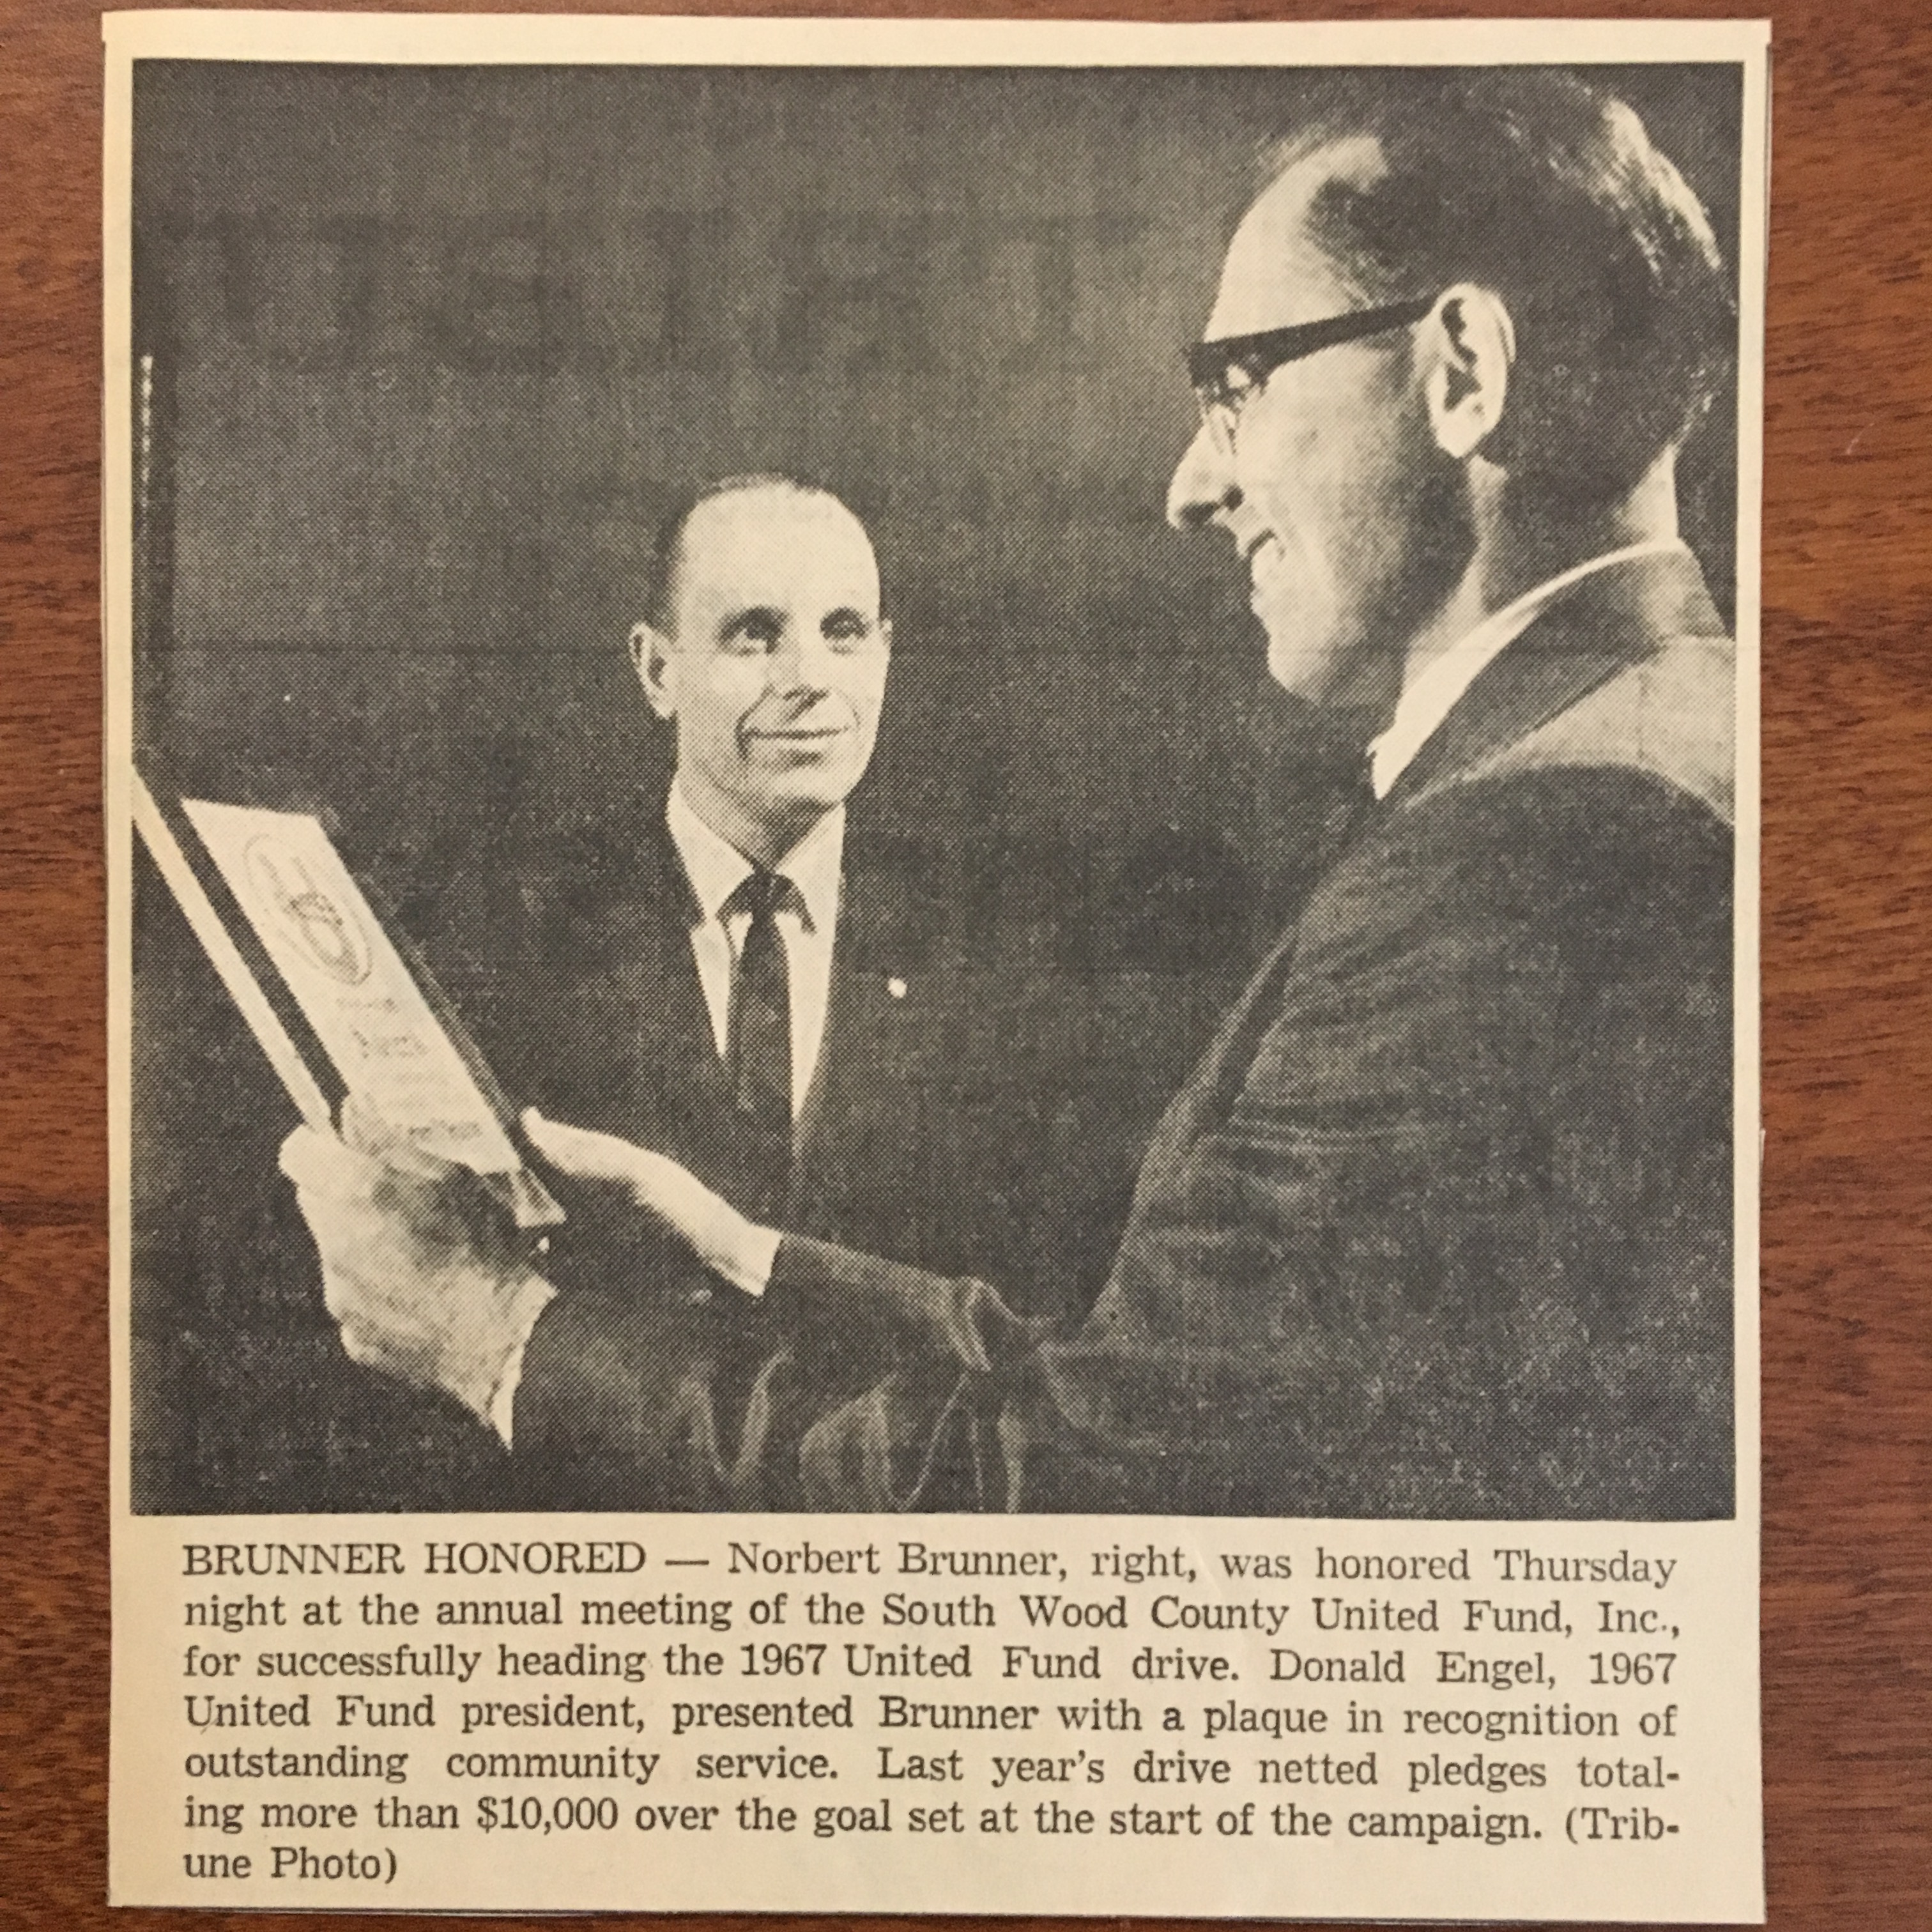 BRUNNER HONORED — Norbert Brunner, right, was honored Thursday
night at the annual meeting of the South Wood County United Fund, Inc.,
for successfully heading the 1967 United Fund drive. Donald Engel, 1967
United Fund president, presented Brunner with a plaque in recognition of
outstanding community service. Last year's drive netted pledges total-
ing more than $10,000 over the goal set at the start of the campaign. (Trib-
une Photo)